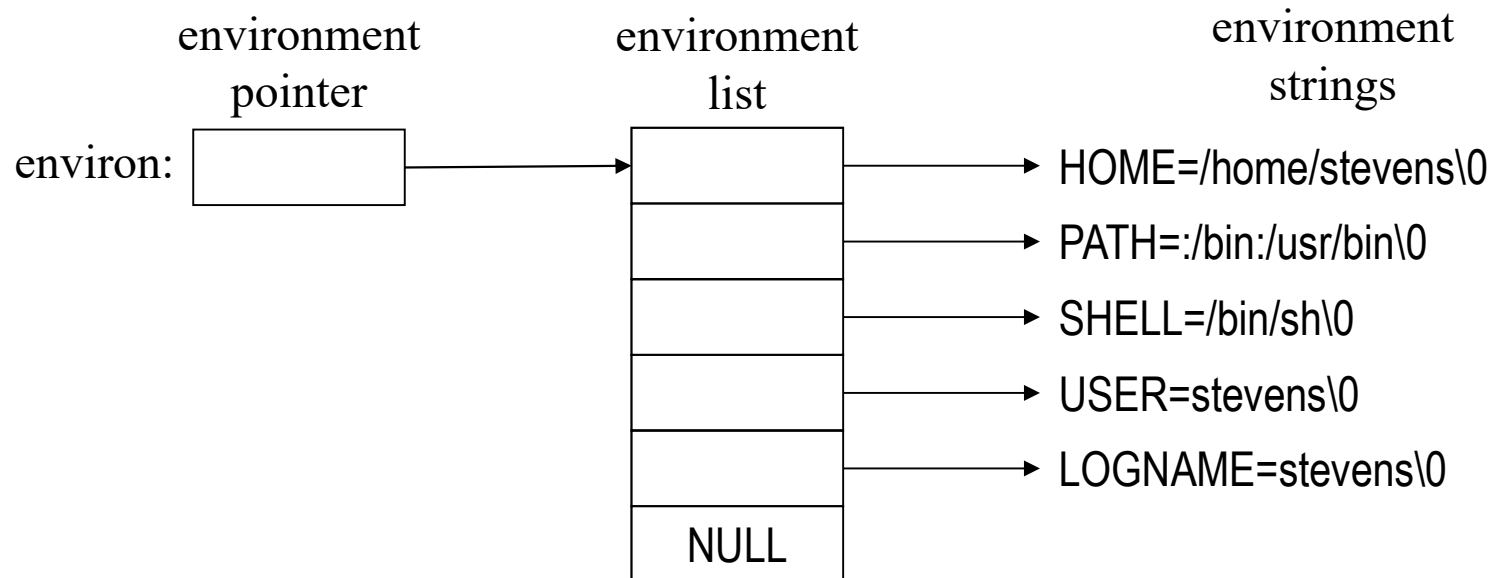 environment
pointer
environment
list
environment
strings
environ:
HOME=/home/stevens\0
PATH=:/bin:/usr/bin\0
SHELL=/bin/sh\0
USER=stevens\0
LOGNAME=stevens\0
NULL